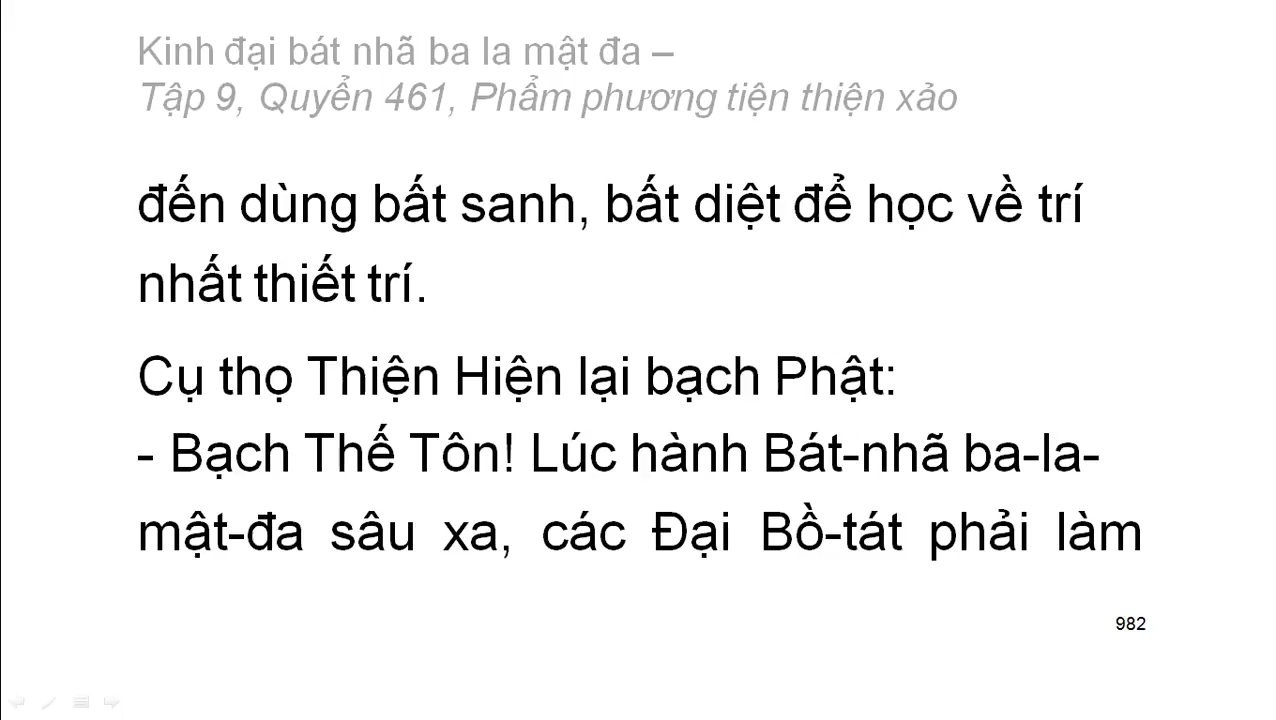 Kinh đại bát nhã ba la mật đa –
Tập 9, Quyển 461, Phẩm phương tiện thiện xảo
đến dùng bất sanh, bất diệt để học về trí
nhất thiết trí.
Cụ thọ Thiện Hiện lại bạch Phật:
- Bạch Thế Tôn! Lúc hành Bát-nhã ba-la-
mật-đa sâu xa, các Đại Bồ-tát phải làm
982